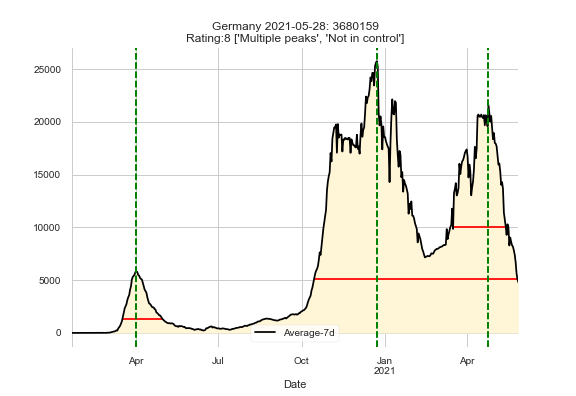 Germany 2021-05-28: 3680159
Rating:8 ['Multiple peaks', 'Not in control']
25000
20000
15000
10000
5000
0
Average-7d
Apr Jul Oct Jan Apr
2021
Date